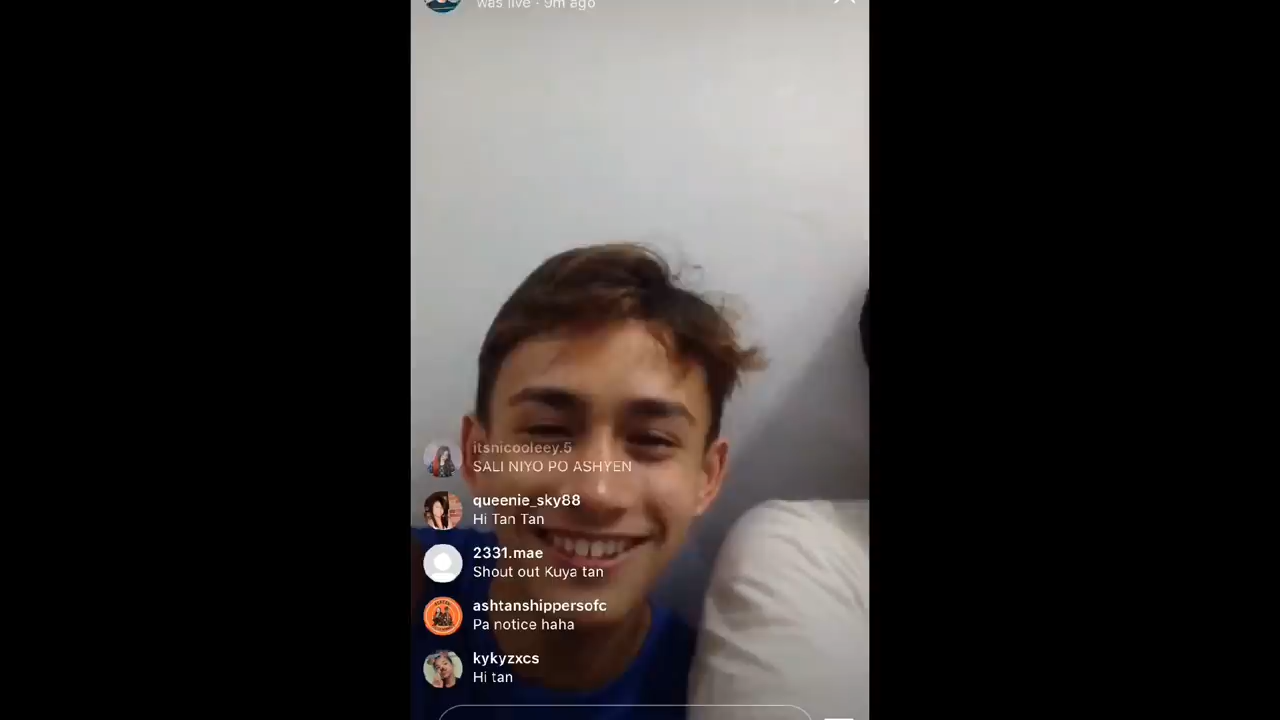 was live · 9m ago
itsnicooleey.5
SALI NIYO PO ASHYEN
queenie_sky88
Hi Tan Tan
2331.mae
Shout out Kuya tan
ashtanshippersofc
Pa notice haha
kykyzxcs
Hi tan